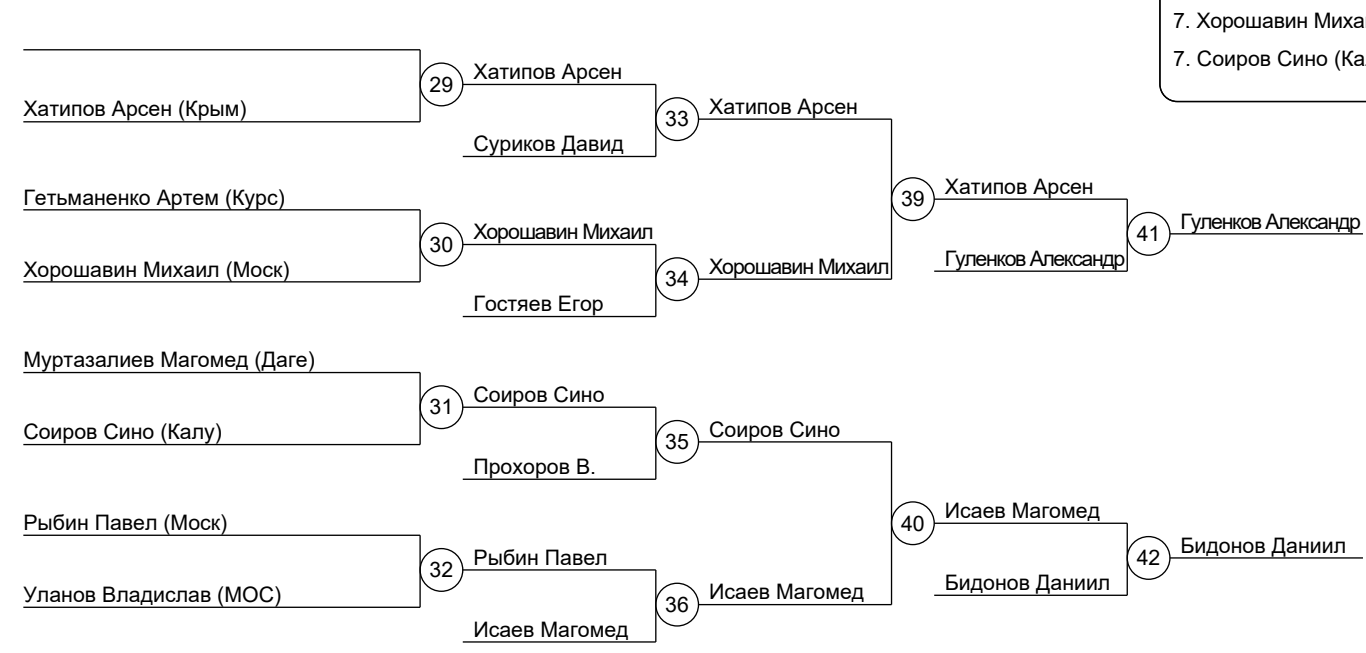 7. Хорошавин Миха
7. Соиров Сино (Ка
Хатипов Арсен (Крым)
29
Хатипов Арсен
Суриков Давид
33
Хатипов Арсен
Гетьманенко Артем (Курс)
Хорошавин Михаил (Моск)
30
Хорошавин Михаил
Гостяев Егор
34
Хорошавин Михаил
39
Хатипов Арсен
Гуленков Александр
41
Гуленков Александр
Муртазалиев Магомед (Даге)
Соиров Сино (Калу)
31
Соиров Сино
Прохоров В.
35
Соиров Сино
Рыбин Павел (Моск)
Уланов Владислав (МОС)
32
Рыбин Павел
Исаев Магомед
36
Исаев Магомед
40
Исаев Магомед
Бидонов Даниил
42
Бидонов Даниил